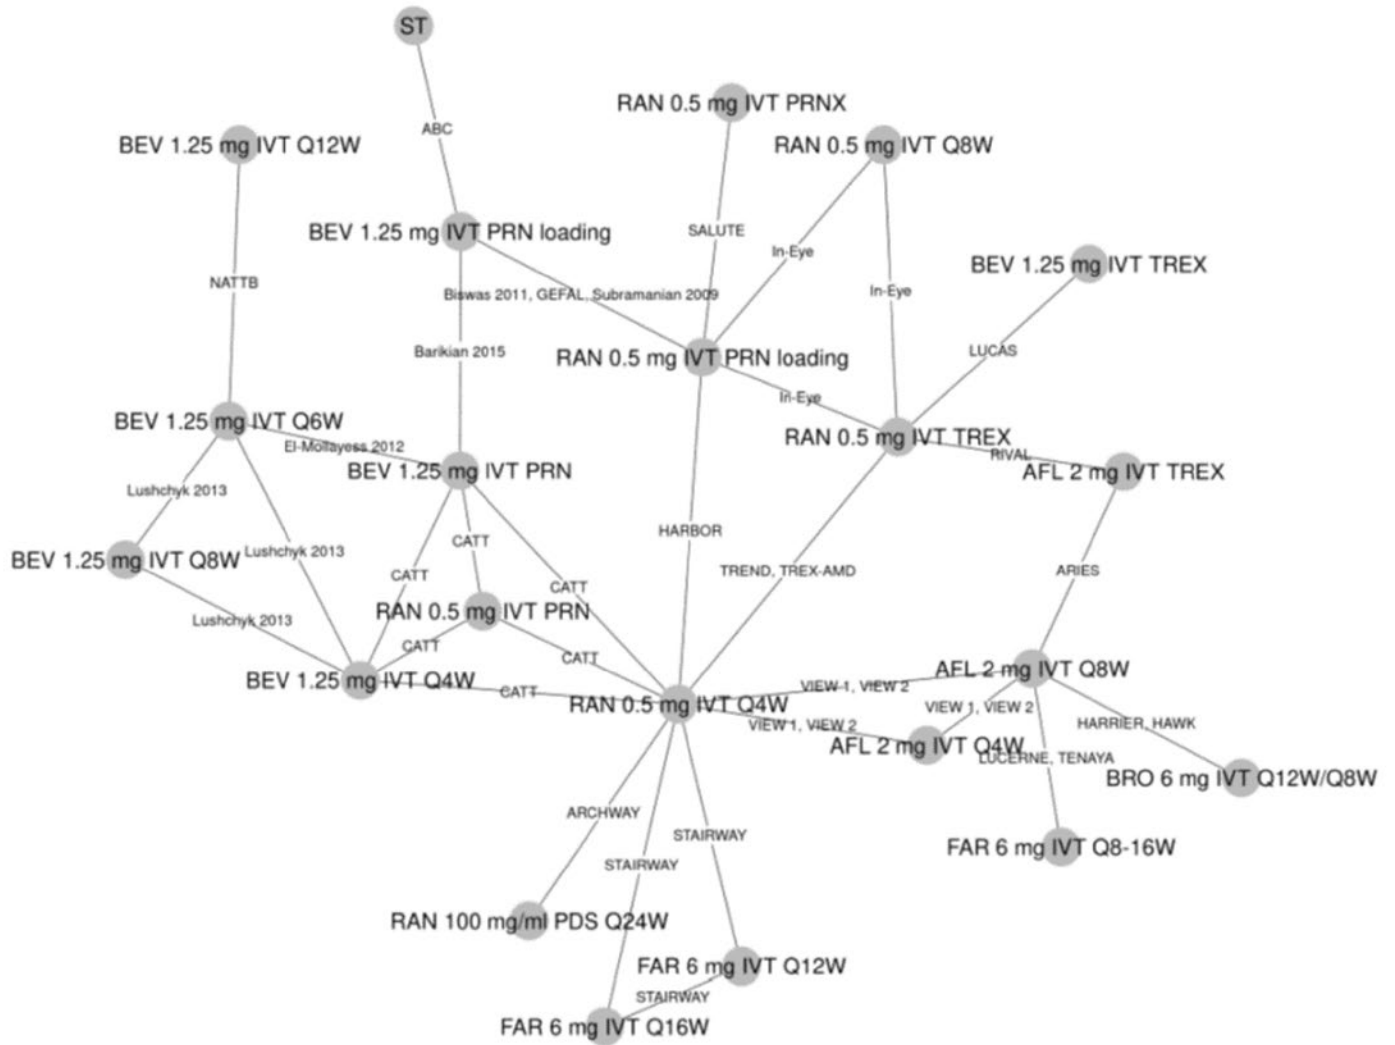 ST
RAN 0.5 mg IVT PRNX
ABC
BEV 1.25 mg IVT Q12W
RAN 0.5 mg IVT Q8W
BEV 1.25 mg IVT PRN loading
SALUTE
In-Eye
BEV 1.25 mg IVT TREX
NATTB
In-Eye
Biswas 2011, GEFAL, Subramanian 2009
Barikian 2015
LUCAS
RAN 0.5 mg IVT PRN loading
In-Eye
BEV 1.25 mg IVT Q6W
RAN 0.5 mg IVT TREX
El-Mollayess 2012
RIVAL
BEV 1.25 mg IVT PRN
AFL 2 mg IVT TREX
Lushchyk 2013
HARBOR
CATT
Lushchyk 2013
BEV 1.25 mg IVT Q8W
TREND, TREX-AMD
ARIES
CATT
CATT
RAN 0.5 mg IVT PRN
Lushchyk 2013
CATT
CATT
AFL 2 mg IVT Q8W
BEV 1.25 mg IVT Q4W
VIEW 1, VIEW 2
CATT
RAN 0.5 mg IVT Q4W
VIEW 1, VIEW 2
HARRIER, HAWK
VIEW 1, VIEW 2
AFL 2 mg IVT Q4W
LUCERNE, TENAYA
BRO 6 mg IVT Q12W/Q8W
ARCHWAY
STAIRWAY
FAR 6 mg IVT Q8-16W
STAIRWAY
RAN 100 mg/ml PDS Q24W
FAR 6 mg IVT Q12W
STAIRWAY
FAR 6 mg IVT Q16W